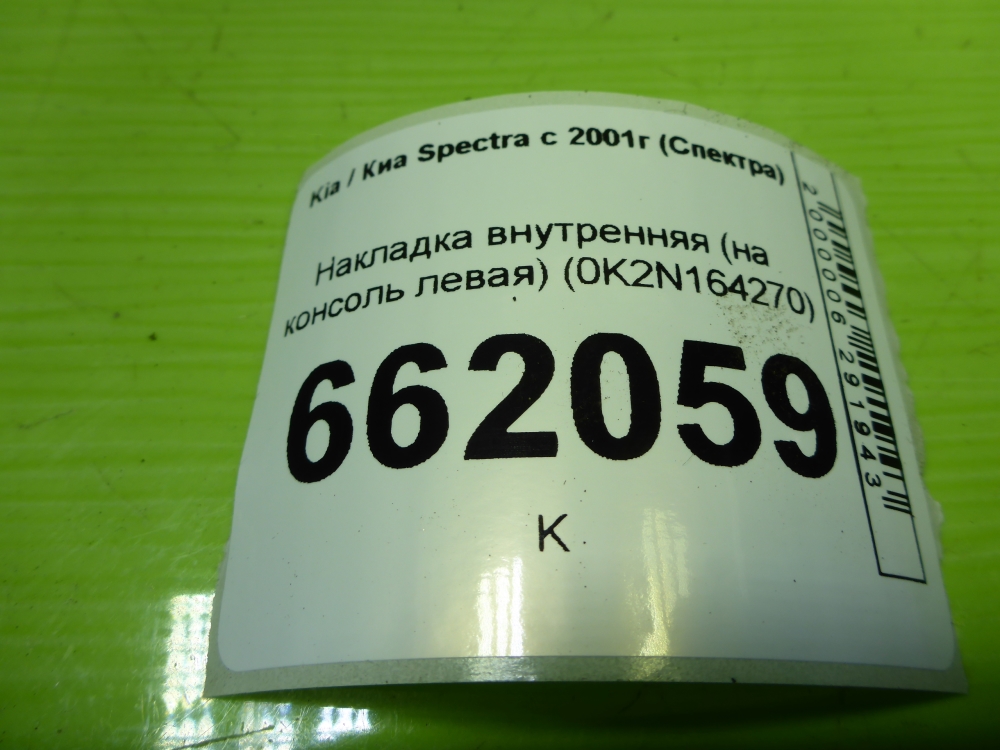 Kia / Киа Spectra с 2001г (Спектра)
Накладка внутренняя (на
консоль левая) (0K2N164270)
662059
К
2000006291943